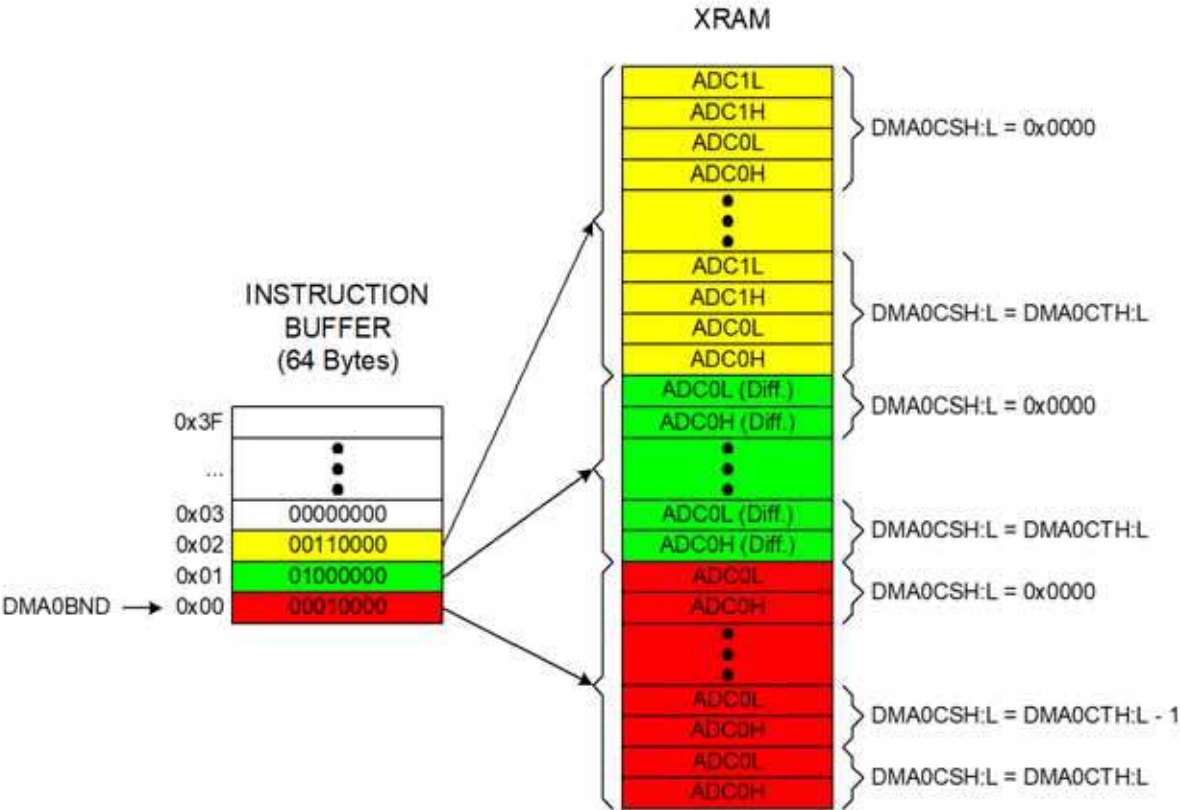 XRAM
ADC1L
ADC1H
DMA0CSH:L = 0x0000
ADC0L
ADC0H
ADC1L
ADC1H
DMA0CSH:L = DMA0CTH:L
ADC0L
ADC0H
ADC0L (Diff.)
DMA0CSH:L = 0x0000
ADC0H (Diff.)
ADC0L (Diff.)
DMA0CSH:L = DMA0CTH:L
ADC0H (Diff.)
ADC0L
DMA0CSH:L = 0x0000
ADC0H
ADC0L
DMA0CSH:L = DMA0CTH:L - 1
ADC0H
ADC0L
DMA0CSH:L = DMA0CTH:L
ADC0H
INSTRUCTION
BUFFER
(64 Bytes)
0x3F
...
0x03 00000000
0x02 00110000
0x01 01000000
DMA0BND 0x00 00010000